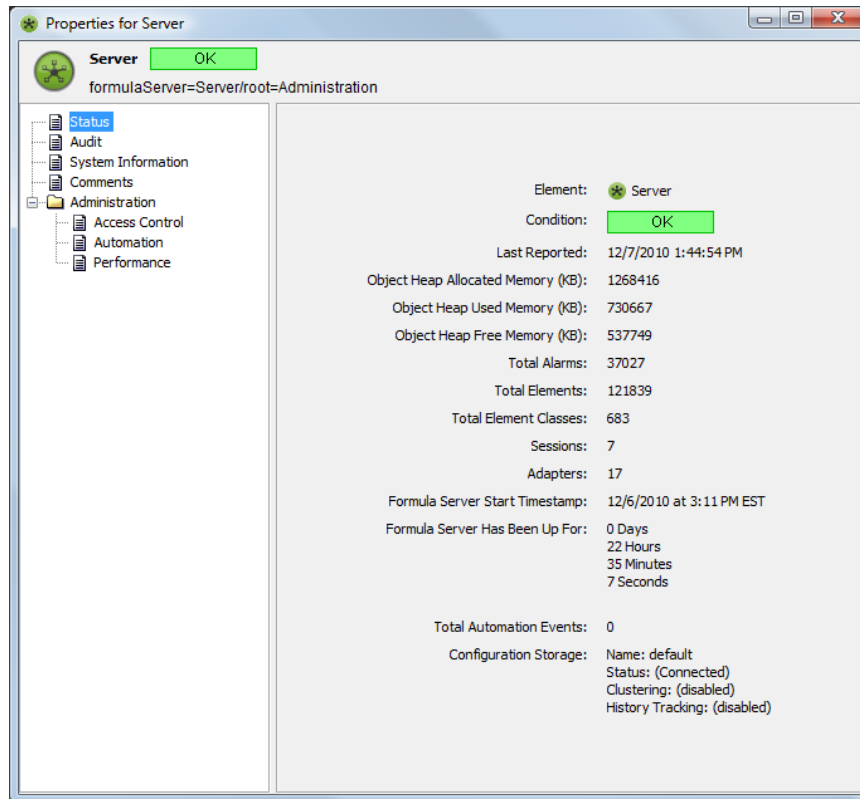 Properties for Server
Server OK
formulaServer=Server/root=Administration
Status
Audit
System Information
Comments
Administration
Access Control
Automation
Performance
Element: Server
Condition: OK
Last Reported: 12/7/2010 1:44:54 PM
Object Heap Allocated Memory (KB): 1268416
Object Heap Used Memory (KB): 730667
Object Heap Free Memory (KB): 537749
Total Alarms: 37027
Total Elements: 121839
Total Element Classes: 683
Sessions: 7
Adapters: 17
Formula Server Start Timestamp: 12/6/2010 at 3:11 PM EST
Formula Server Has Been Up For: 0 Days
22 Hours
35 Minutes
7 Seconds
Total Automation Events: 0
Configuration Storage: Name: default
Status: (Connected)
Clustering: (disabled)
History Tracking: (disabled)